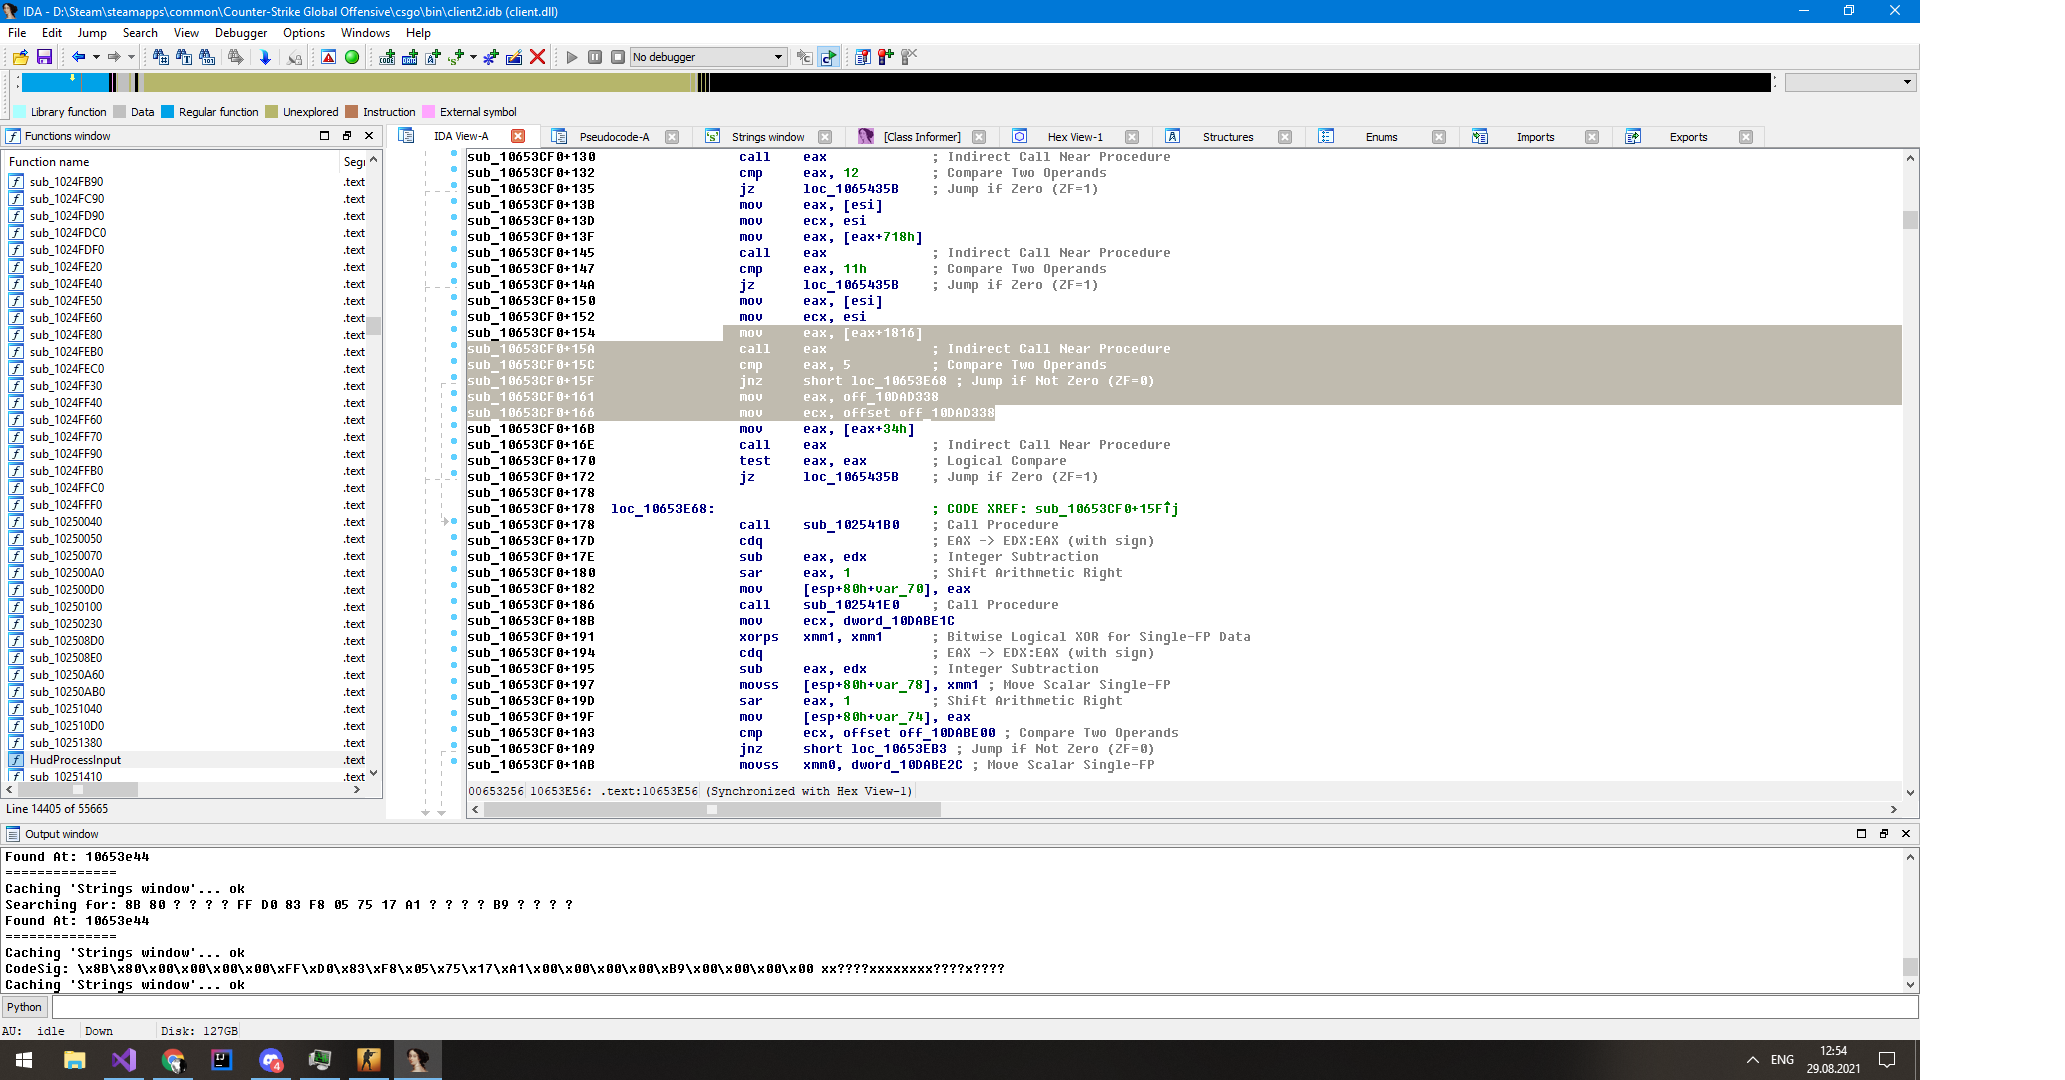 IDA - D:\Steam\steamapps\common\Counter-Strike Global Offensive\csgo\bin\client2.idb (client.dll)
File Edit Jump Search View Debugger Options Windows Help
No debugger
Library function Data Regular function Unexplored Instruction External symbol
Functions window
IDA View-A Pseudocode-A Strings window [Class Informer] Hex View-1 Structures Enums Imports Exports
Function name Segi
sub_1024FB90 .text
sub_1024FC90 .text
sub_1024FD90 .text
sub_1024FDC0 .text
sub_1024FDF0 .text
sub_1024FE20 .text
sub_1024FE40 .text
sub_1024FE50 .text
sub_1024FE60 .text
sub_1024FE80 .text
sub_1024FEB0 .text
sub_1024FEC0 .text
sub_1024FF30 .text
sub_1024FF40 .text
sub_1024FF60 .text
sub_1024FF70 .text
sub_1024FF90 .text
sub_1024FFB0 .text
sub_1024FFC0 .text
sub_1024FFF0 .text
sub_10250040 .text
sub_10250050 .text
sub_10250070 .text
sub_102500A0 .text
sub_102500D0 .text
sub_10250100 .text
sub_10250230 .text
sub_102508D0 .text
sub_102508E0 .text
sub_10250A60 .text
sub_10250AB0 .text
sub_10251040 .text
sub_102510D0 .text
sub_10251380 .text
HudProcessInput .text
sub_10251410 .text
Line 14405 of 55665
sub_10653CF0+130 call eax ; Indirect Call Near Procedure
sub_10653CF0+132 cmp eax, 12 ; Compare Two Operands
sub_10653CF0+135 jz loc_1065435B ; Jump if Zero (ZF=1)
sub_10653CF0+13B mov eax, [esi]
sub_10653CF0+13D mov ecx, esi
sub_10653CF0+13F mov eax, [eax+718h]
sub_10653CF0+145 call eax ; Indirect Call Near Procedure
sub_10653CF0+147 cmp eax, 11h ; Compare Two Operands
sub_10653CF0+14A jz loc_1065435B ; Jump if Zero (ZF=1)
sub_10653CF0+150 mov eax, [esi]
sub_10653CF0+152 mov ecx, esi
sub_10653CF0+154 mov eax, [eax+1816]
sub_10653CF0+15A call eax ; Indirect Call Near Procedure
sub_10653CF0+15C cmp eax, 5 ; Compare Two Operands
sub_10653CF0+15F jnz short loc_10653E68 ; Jump if Not Zero (ZF=0)
sub_10653CF0+161 mov eax, off_10DAD338
sub_10653CF0+166 mov ecx, offset off_10DAD338
sub_10653CF0+16B mov eax, [eax+34h]
sub_10653CF0+16E call eax ; Indirect Call Near Procedure
sub_10653CF0+170 test eax, eax ; Logical Compare
sub_10653CF0+172 jz loc_1065435B ; Jump if Zero (ZF=1)
sub_10653CF0+178
sub_10653CF0+178 loc_10653E68: ; CODE XREF: sub_10653CF0+15F↑j
sub_10653CF0+178 call sub_102541B0 ; Call Procedure
sub_10653CF0+17D cdq ; EAX -> EDX:EAX (with sign)
sub_10653CF0+17E sub eax, edx ; Integer Subtraction
sub_10653CF0+180 sar eax, 1 ; Shift Arithmetic Right
sub_10653CF0+182 mov [esp+80h+var_70], eax
sub_10653CF0+186 call sub_102541E0 ; Call Procedure
sub_10653CF0+18B mov ecx, dword_10DABE1C
sub_10653CF0+191 xorps xmm1, xmm1 ; Bitwise Logical XOR for Single-FP Data
sub_10653CF0+194 cdq ; EAX -> EDX:EAX (with sign)
sub_10653CF0+195 sub eax, edx ; Integer Subtraction
sub_10653CF0+197 movss [esp+80h+var_78], xmm1 ; Move Scalar Single-FP
sub_10653CF0+19D sar eax, 1 ; Shift Arithmetic Right
sub_10653CF0+19F mov [esp+80h+var_74], eax
sub_10653CF0+1A3 cmp ecx, offset off_10DABE00 ; Compare Two Operands
sub_10653CF0+1A9 jnz short loc_10653EB3 ; Jump if Not Zero (ZF=0)
sub_10653CF0+1AB movss xmm0, dword_10DABE2C ; Move Scalar Single-FP
00653256 10653E56: .text:10653E56 (Synchronized with Hex View-1)
Output window
Found At: 10653e44
==============
Caching 'Strings window'... ok
Searching for: 8B 80 ? ? ? ? FF D0 83 F8 05 75 17 A1 ? ? ? ? B9 ? ? ? ?
Found At: 10653e44
==============
Caching 'Strings window'... ok
CodeSig: \x8B\x80\x00\x00\x00\x00\xFF\xD0\x83\xF8\x05\x75\x17\xA1\x00\x00\x00\x00\xB9\x00\x00\x00\x00 xx????xxxxxxxx????x????
Caching 'Strings window'... ok
Python
AU: idle Down Disk: 127GB
4
ENG
12:54
29.08.2021